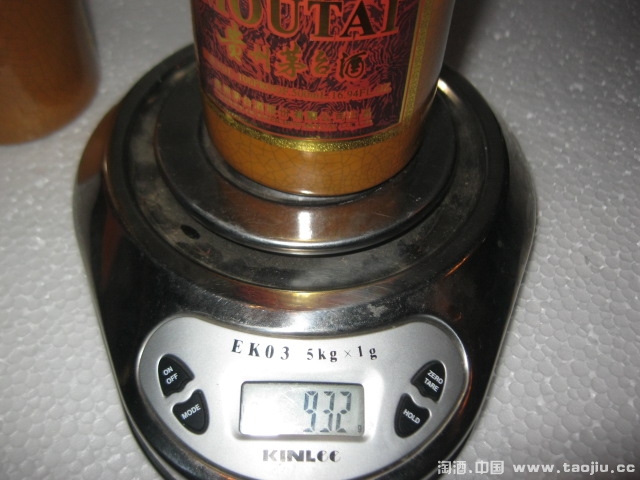 MOUTAI
贵州茅台酒
EK03 5kg × 1g
ON
OFF
MODE
ZERO
TARE
HOLD
932 g
KINLEE
淘酒.中国 www.taojiu.cc